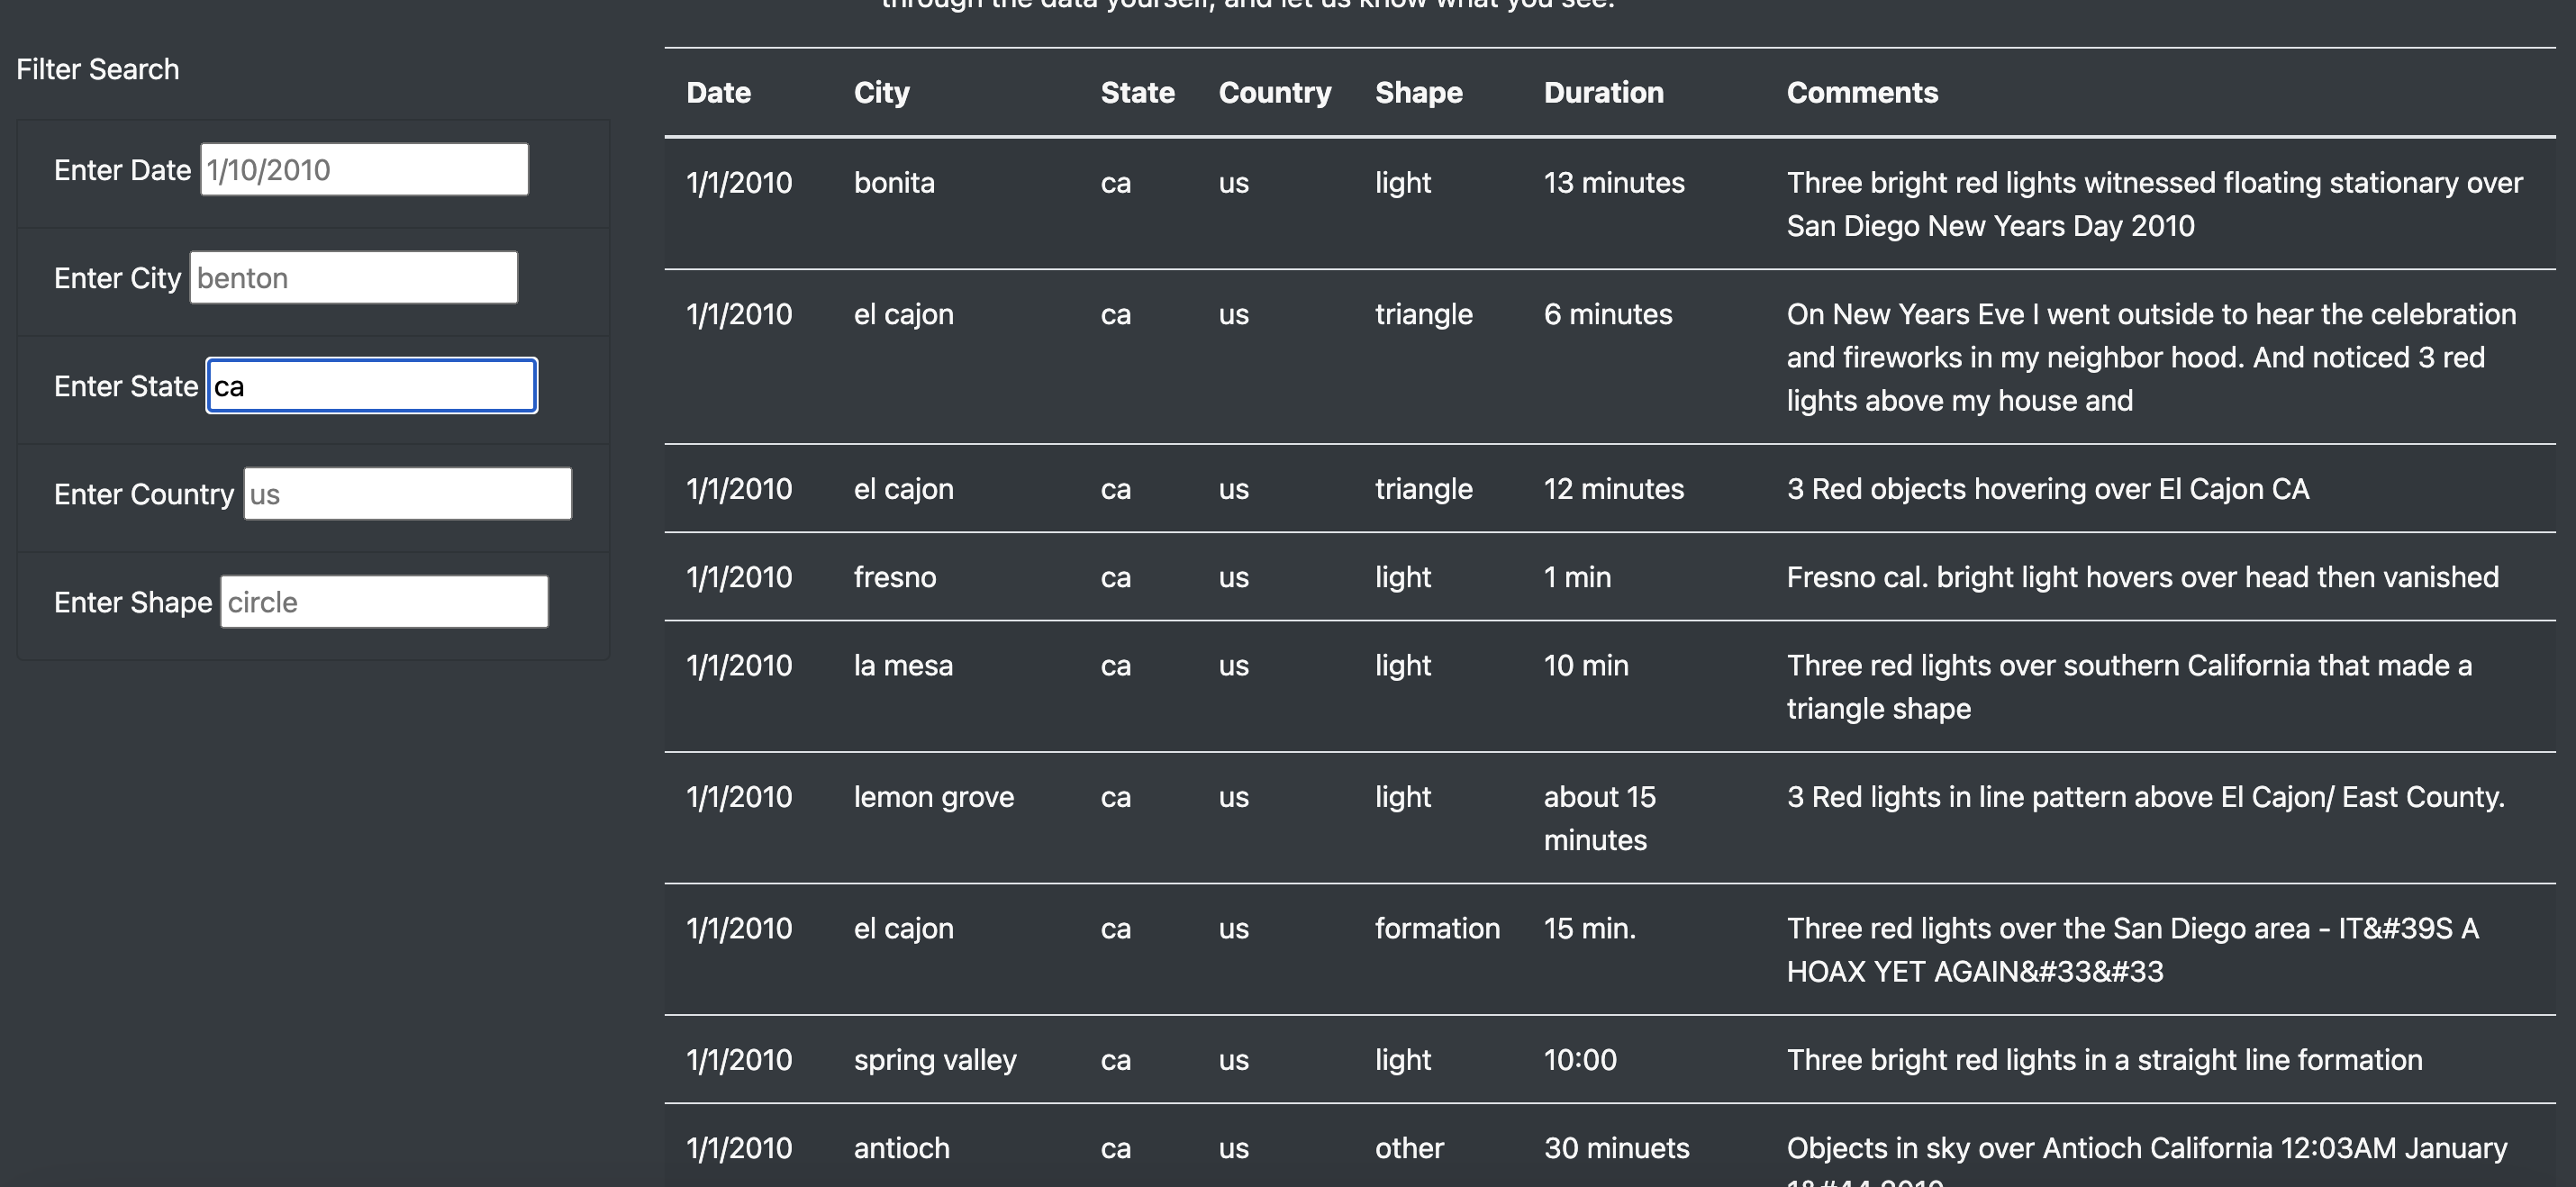 through the data yourself, and let us know what you see.
Filter Search
Enter Date 1/10/2010
Enter City benton
Enter State ca
Enter Country us
Enter Shape circle
Date City State Country Shape Duration Comments
1/1/2010 bonita ca us light 13 minutes Three bright red lights witnessed floating stationary over
San Diego New Years Day 2010
1/1/2010 el cajon ca us triangle 6 minutes On New Years Eve I went outside to hear the celebration
and fireworks in my neighbor hood. And noticed 3 red
lights above my house and
1/1/2010 el cajon ca us triangle 12 minutes 3 Red objects hovering over El Cajon CA
1/1/2010 fresno ca us light 1 min Fresno cal. bright light hovers over head then vanished
1/1/2010 la mesa ca us light 10 min Three red lights over southern California that made a
triangle shape
1/1/2010 lemon grove ca us light about 15 3 Red lights in line pattern above El Cajon/ East County.
minutes
1/1/2010 el cajon ca us formation 15 min. Three red lights over the San Diego area - IT&#39S A
HOAX YET AGAIN&#33&#33
1/1/2010 spring valley ca us light 10:00 Three bright red lights in a straight line formation
1/1/2010 antioch ca us other 30 minuets Objects in sky over Antioch California 12:03AM January
1&#44 2010